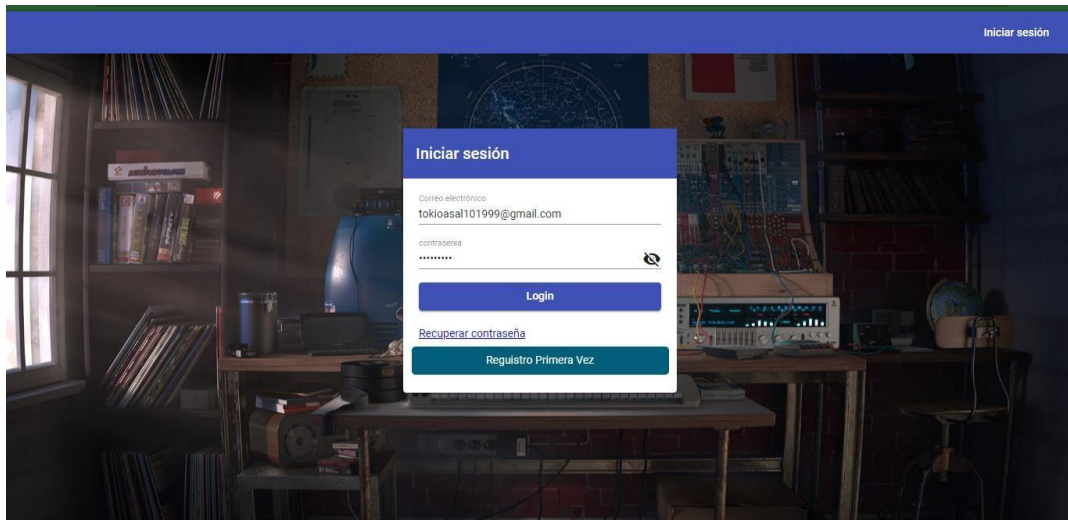 Iniciar sesión
Iniciar sesión
Correo electrónico
tokioasal101999@gmail.com
contrasenia
•••••••••
Login
Recuperar contraseña
Reguistro Primera Vez